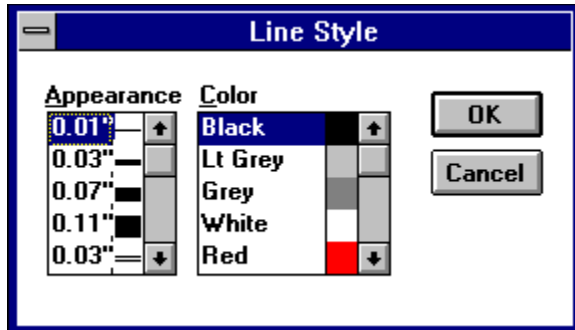 Line Style
Appearance
0.01"
0.03"
0.07"
0.11"
0.03"
Color
Black
Lt Grey
Grey
White
Red
OK
Cancel